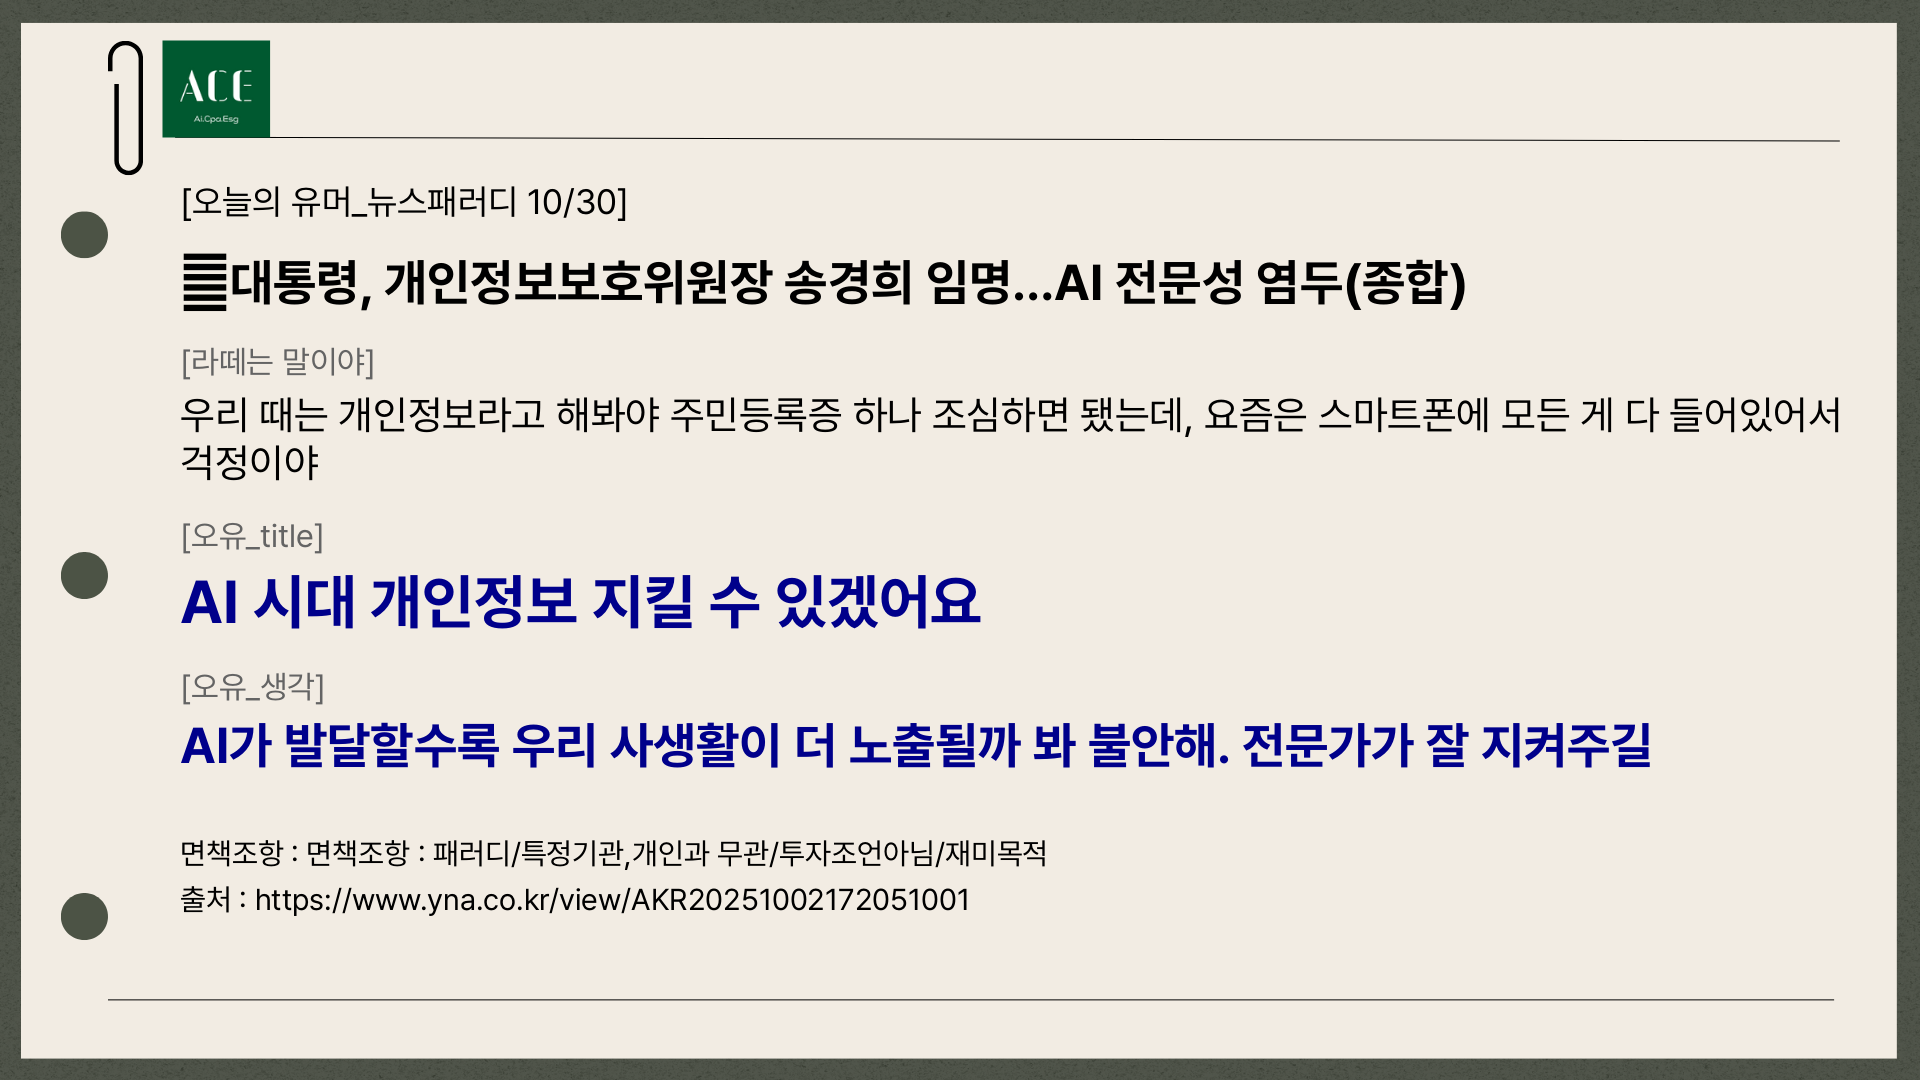 ACE
Ai.Cpa.Esg
[오늘의 유머_뉴스패러디 10/30]
대통령, 개인정보보호위원장 송경희 임명...AI 전문성 염두(종합)
[라떼는 말이야]
우리 때는 개인정보라고 해봐야 주민등록증 하나 조심하면 됐는데, 요즘은 스마트폰에 모든 게 다 들어있어서
걱정이야
[오유_title]
AI 시대 개인정보 지킬 수 있겠어요
[오유_생각]
AI가 발달할수록 우리 사생활이 더 노출될까 봐 불안해. 전문가가 잘 지켜주길
면책조항 : 면책조항 : 패러디/특정기관,개인과 무관/투자조언아님/재미목적
출처 : https://www.yna.co.kr/view/AKR20251002172051001